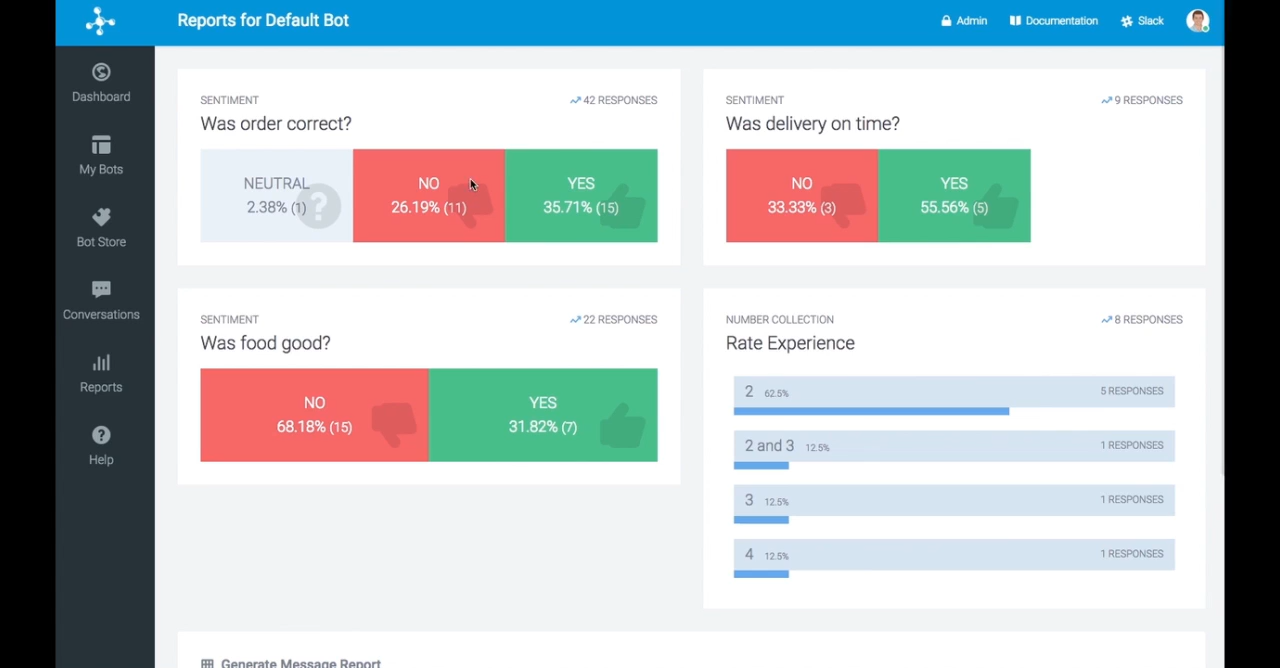 Reports for Default Bot
Admin
Documentation
Slack
Dashboard
My Bots
Bot Store
Conversations
Reports
Help
SENTIMENT
42 RESPONSES
Was order correct?
NEUTRAL
2.38% (1)
?
NO
26.19% (11)
YES
35.71% (15)
SENTIMENT
9 RESPONSES
Was delivery on time?
NO
33.33% (3)
YES
55.56% (5)
SENTIMENT
22 RESPONSES
Was food good?
NO
68.18% (15)
YES
31.82% (7)
NUMBER COLLECTION
8 RESPONSES
Rate Experience
2 62.5% 5 RESPONSES
2 and 3 12.5% 1 RESPONSES
3 12.5% 1 RESPONSES
4 12.5% 1 RESPONSES
Generate Message Report